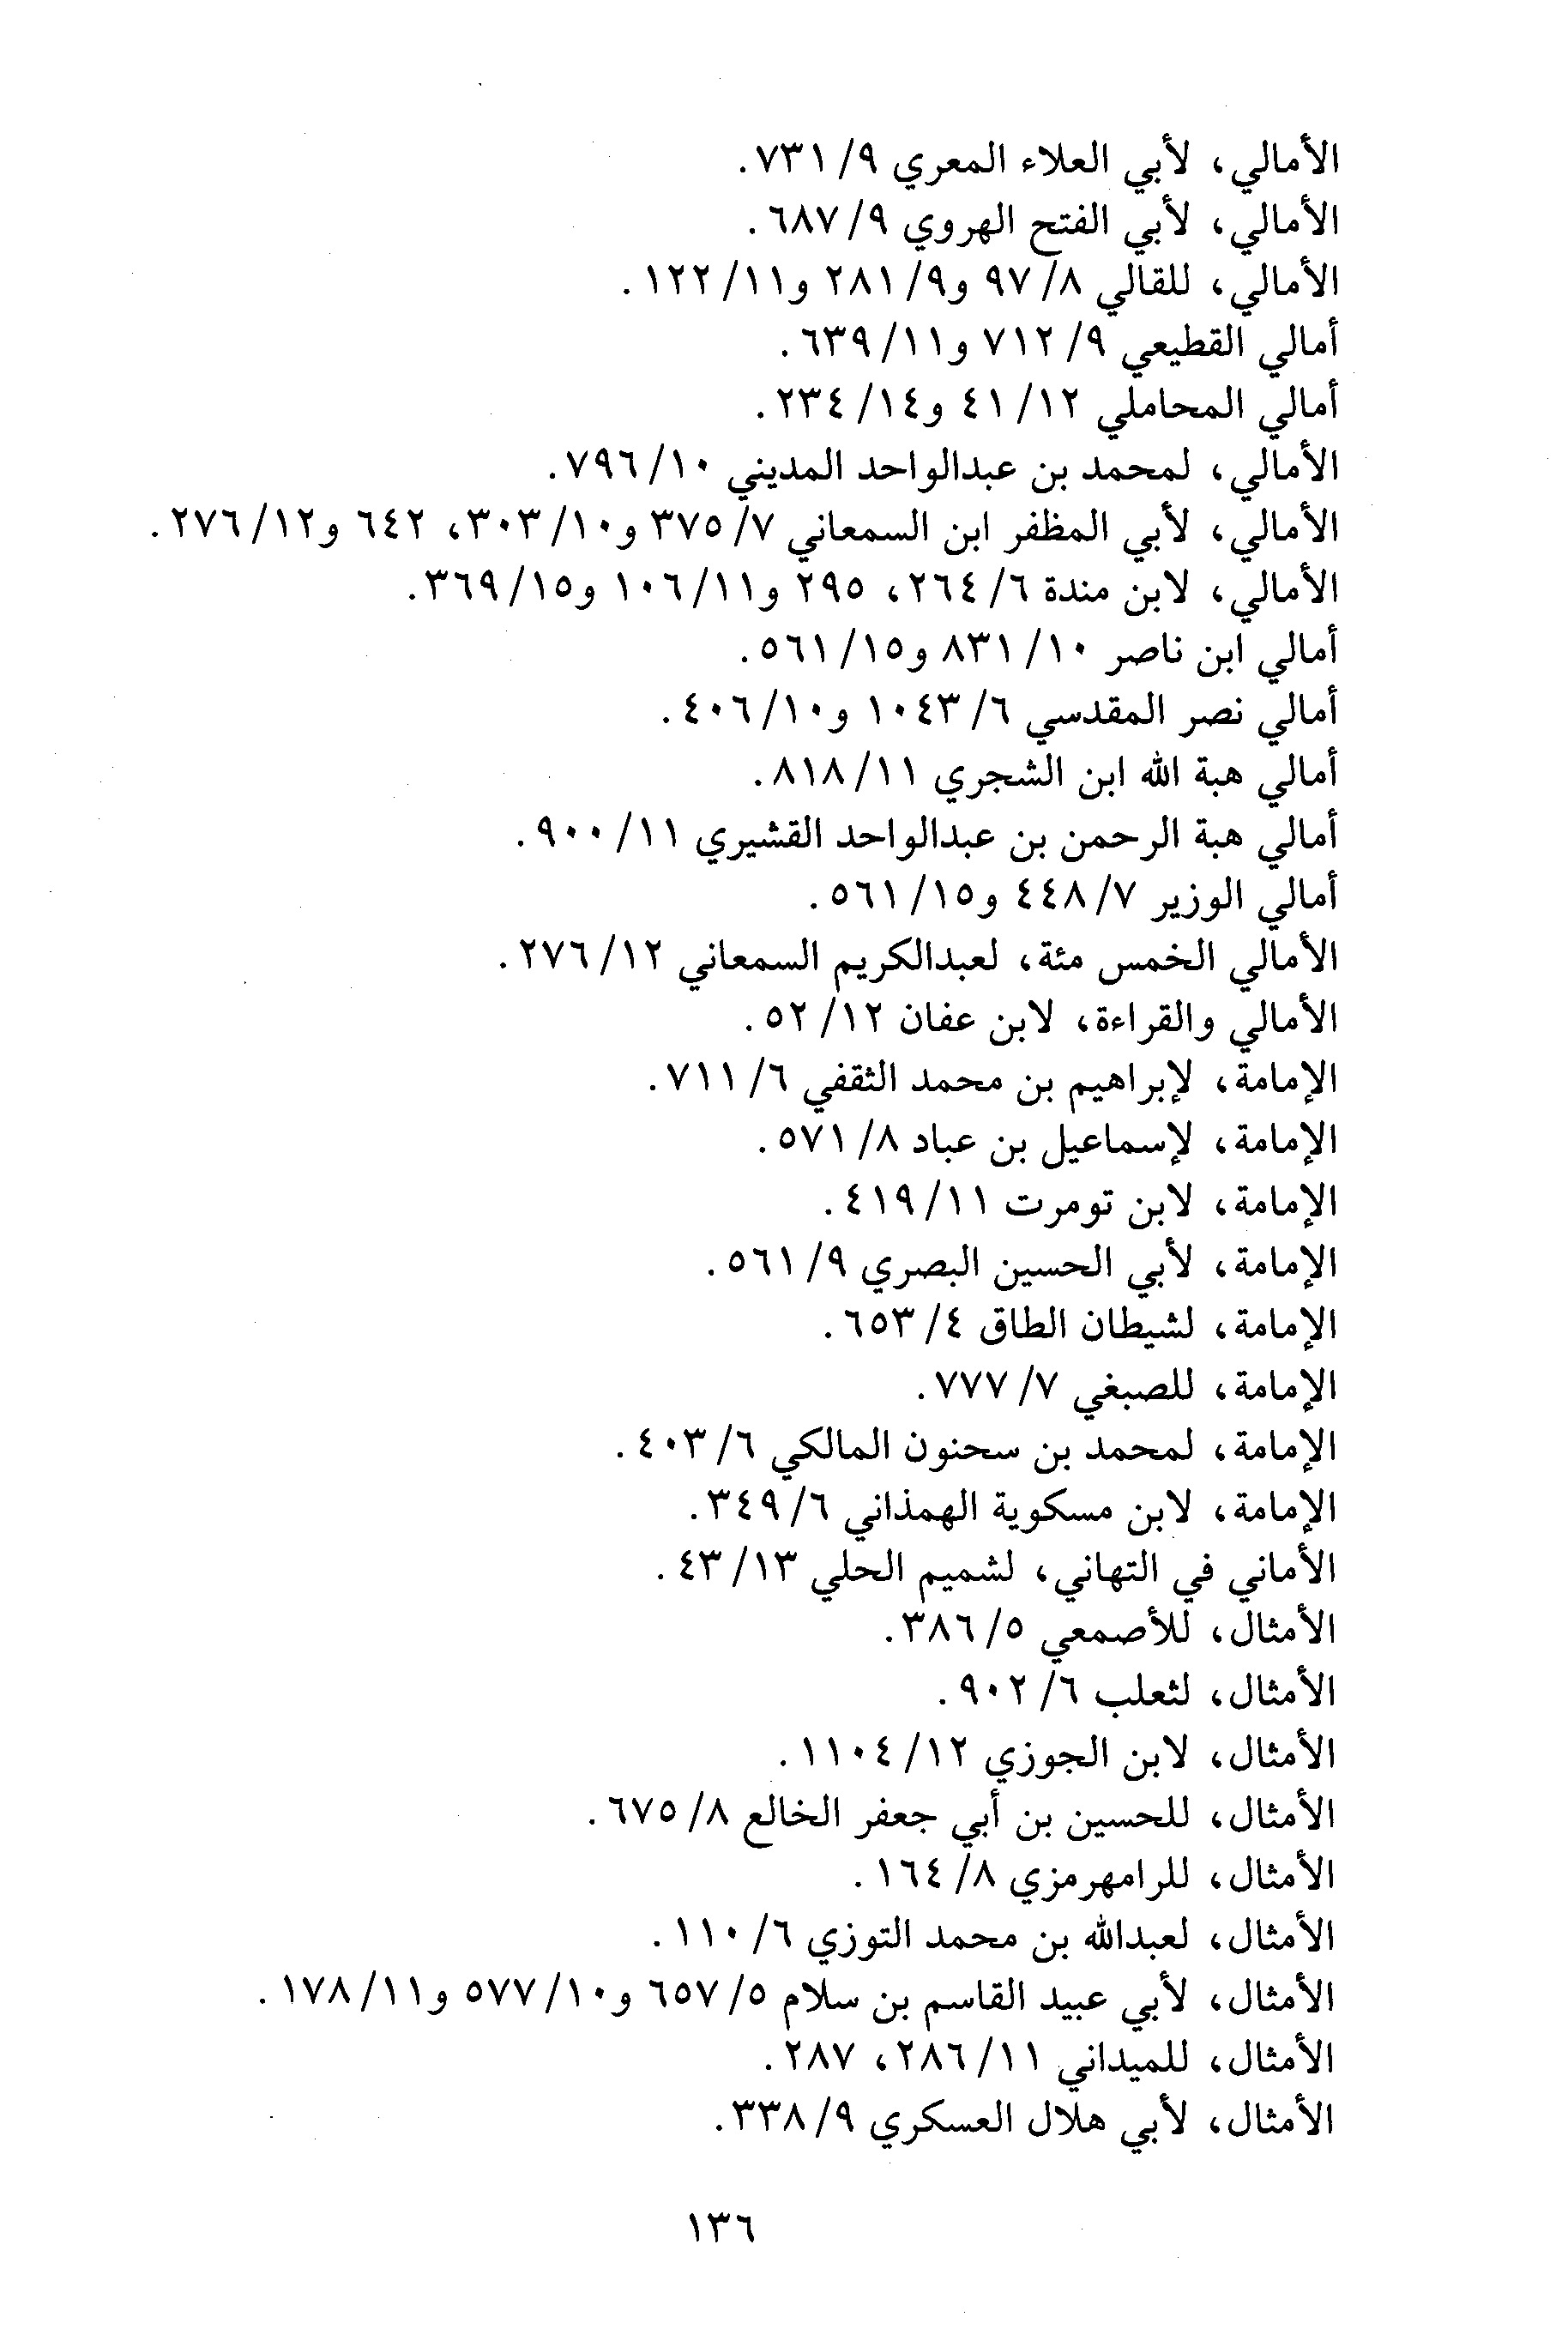 الأمالي، لأبي العلاء المعري ٩/ ٧٣١.
الأمالي، لأبي الفتح الهروي ٩/ ٦٨٧.
الأمالي، للقالي ٨/ ٩٧ و٩/ ٢٨١ و١١/ ١٢٢.
أمالي القطيعي ٩/ ٧١٢ و١١/ ٦٣٩.
أمالي المحاملي ١٢/ ٤١ و١٤/ ٢٣٤.
الأمالي، لمحمد بن عبدالواحد المديني ١٠/ ٧٩٦.
الأمالي، لأبي المظفر ابن السمعاني ٧/ ٣٧٥ و١٠/ ٣٠٣، ٦٤٢ و١٢/ ٢٧٦.
الأمالي، لابن مندة ٦/ ٢٦٤، ٢٩٥ و١١/ ١٠٦ و١٥/ ٣٦٩.
أمالي ابن ناصر ١٠/ ٨٣١ و١٥/ ٥٦١.
أمالي نصر المقدسي ٦/ ١٠٤٣ و١٠/ ٤٠٦.
أمالي هبة الله ابن الشجري ١١/ ٨١٨.
أمالي هبة الرحمن بن عبدالواحد القشيري ١١/ ٩٠٠.
أمالي الوزير ٧/ ٤٤٨ و١٥/ ٥٦١.
الأمالي الخمس مئة، لعبدالكريم السمعاني ١٢/ ٢٧٦.
الأمالي والقراءة، لابن عفان ١٢/ ٥٢.
الإمامة، لإبراهيم بن محمد الثقفي ٦/ ٧١١.
الإمامة، لإسماعيل بن عباد ٨/ ٥٧١.
الإمامة، لابن تومرت ١١/ ٤١٩.
الإمامة، لأبي الحسين البصري ٩/ ٥٦١.
الإمامة، لشيطان الطاق ٤/ ٦٥٣.
الإمامة، للصبغي ٧/ ٧٧٧.
الإمامة، لمحمد بن سحنون المالكي ٦/ ٤٠٣.
الإمامة، لابن مسكوية الهمذاني ٦/ ٣٤٩.
الأماني في التهاني، لشميم الحلي ١٣/ ٤٣.
الأمثال، للأصمعي ٥/ ٣٨٦.
الأمثال، لثعلب ٦/ ٩٠٢.
الأمثال، لابن الجوزي ١٢/ ١١٠٤.
الأمثال، للحسين بن أبي جعفر الخالع ٨/ ٦٧٥.
الأمثال، للرامهرمزي ٨/ ١٦٤.
الأمثال، لعبدالله بن محمد التوزي ٦/ ١١٠.
الأمثال، لأبي عبيد القاسم بن سلام ٥/ ٦٥٧ و١٠/ ٥٧٧ و١١/ ١٧٨.
الأمثال، للميداني ١١/ ٢٨٦، ٢٨٧.
الأمثال، لأبي هلال العسكري ٩/ ٣٣٨.
١٣٦